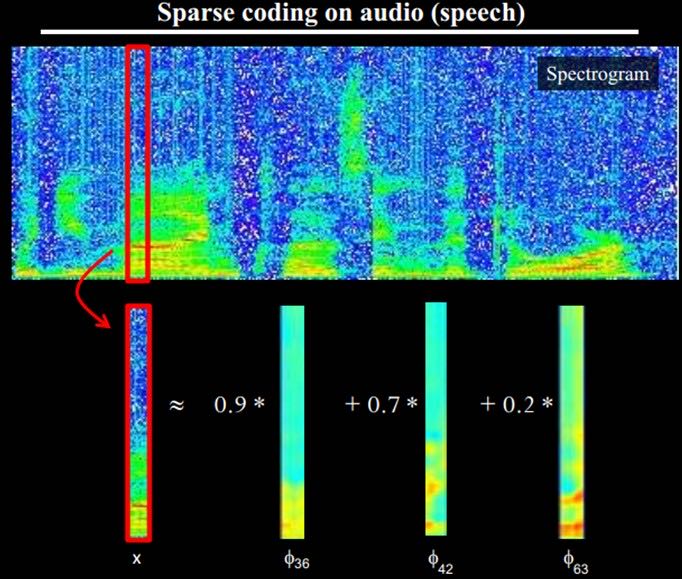 Sparse coding on audio (speech)
Spectrogram
≈ 0.9 * + 0.7 * + 0.2 *
x ϕ36 ϕ42 ϕ63